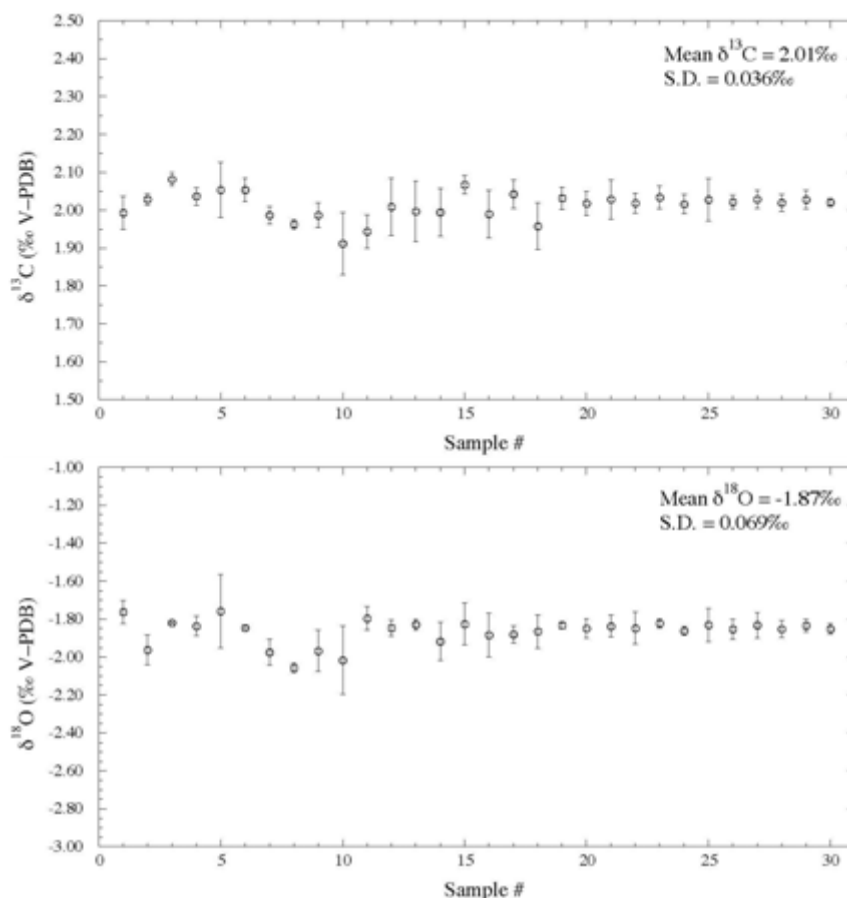 2.50
2.40
2.30
2.20
2.10
2.00
1.90
1.80
1.70
1.60
1.50
δ13C (‰ V−PDB)
Mean δ13C = 2.01‰
S.D. = 0.036‰
0 5 10 15 20 25 30
Sample #
-1.00
-1.20
-1.40
-1.60
-1.80
-2.00
-2.20
-2.40
-2.60
-2.80
-3.00
δ18O (‰ V−PDB)
Mean δ18O = -1.87‰
S.D. = 0.069‰
0 5 10 15 20 25 30
Sample #